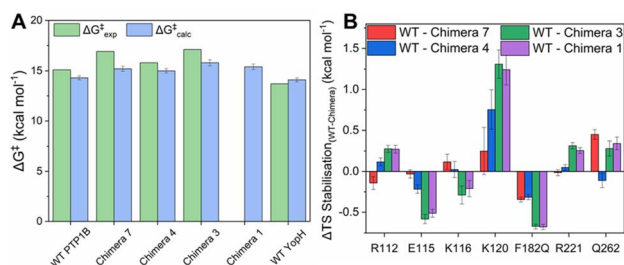 A
ΔG‡exp
ΔG‡calc
ΔG‡ (kcal mol⁻¹)
20
15
10
5
0
WT PTP1B
Chimera 7
Chimera 4
Chimera 3
Chimera 1
WT YopH
B
WT - Chimera 7
WT - Chimera 3
WT - Chimera 4
WT - Chimera 1
ΔTS Stabilisation(WT-Chimera) (kcal mol⁻¹)
1.5
1.0
0.5
0.0
-0.5
R112
E115
K116
K120
F182Q
R221
Q262